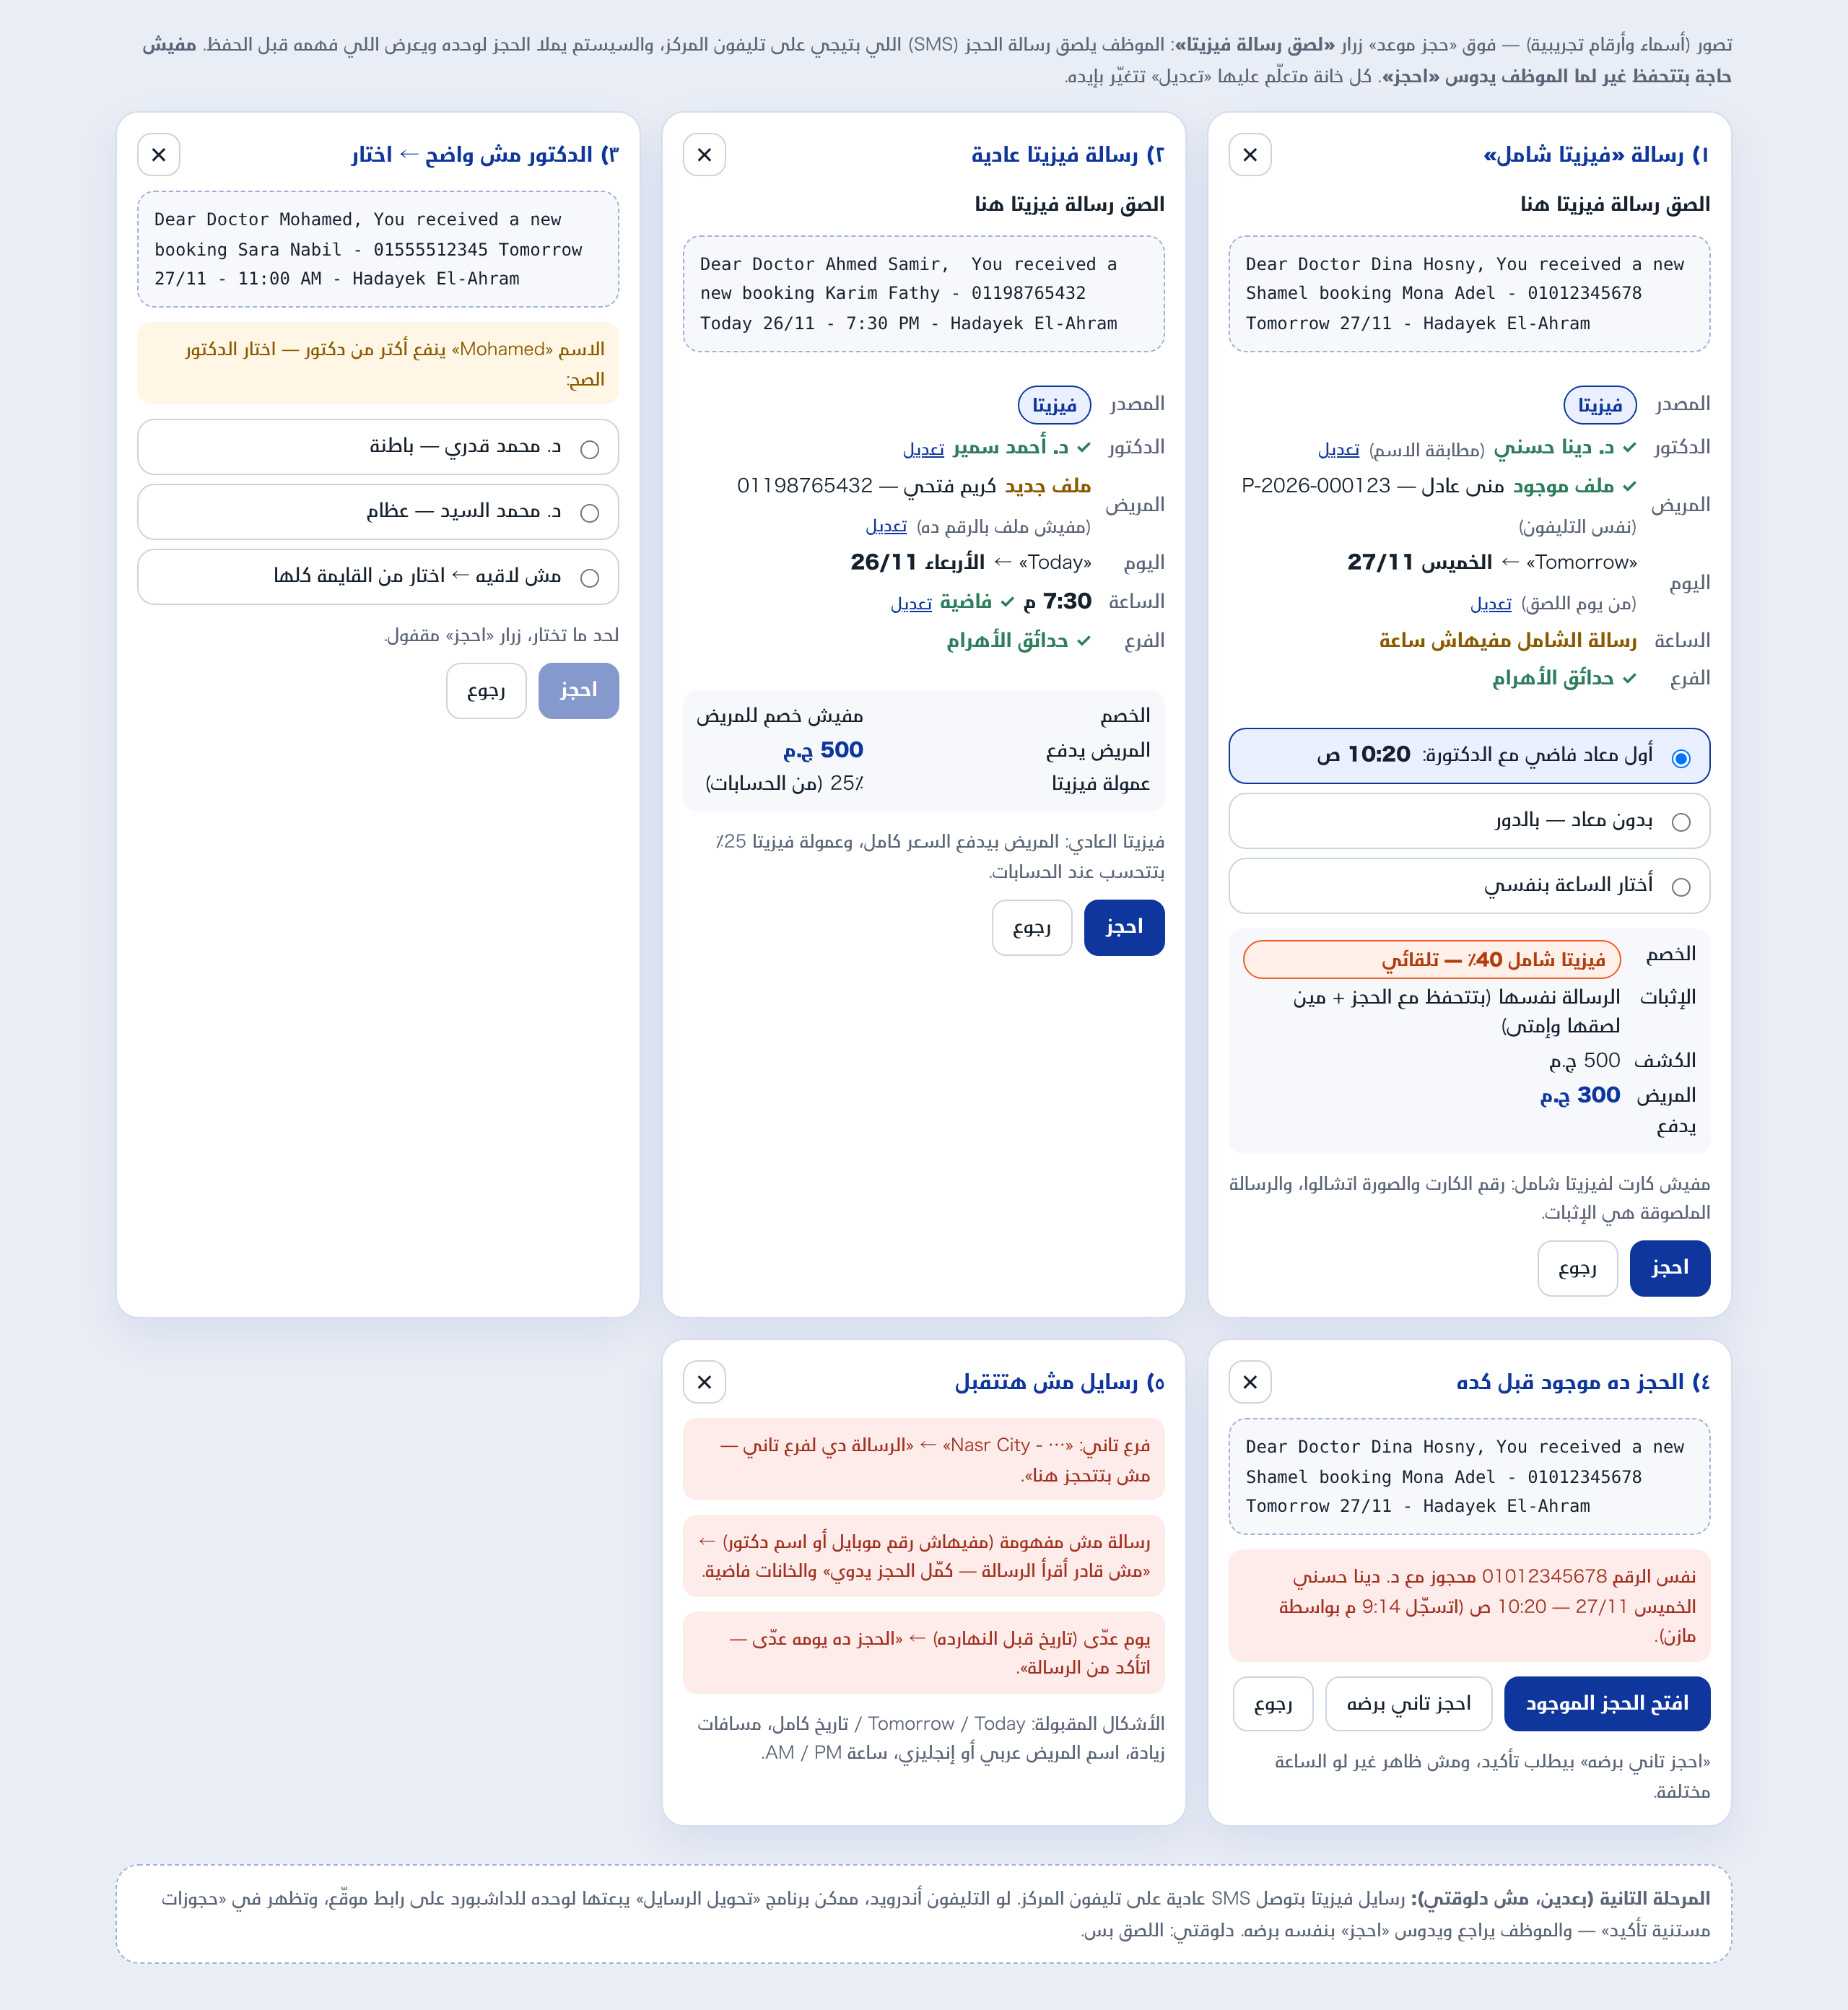 تصور (أسماء وأرقام تجريبية) — فوق «حجز موعد» زرار «لصق رسالة فيزيتا»: الموظف يلصق رسالة الحجز (SMS) اللي بتيجي على تليفون المركز، والسيستم يملا الحجز لوحده ويعرض اللي فهمه قبل الحفظ. مفيش
حاجة بتتحفظ غير لما الموظف يدوس «احجز». كل خانة متعلّم عليها «تعديل» تتغيّر بإيده.
١) رسالة «فيزيتا شامل»
✕
الصق رسالة فيزيتا هنا
Dear Doctor Dina Hosny, You received a new
Shamel booking Mona Adel - 01012345678
Tomorrow 27/11 - Hadayek El-Ahram
المصدر فيزيتا
الدكتور ✓ د. دينا حسني (مطابقة الاسم) تعديل
المريض ✓ ملف موجود منى عادل — P-2026-000123
(نفس التليفون)
اليوم «Tomorrow» ← الخميس 27/11
(من يوم اللصق) تعديل
الساعة رسالة الشامل مفيهاش ساعة
الفرع ✓ حدائق الأهرام
أول معاد فاضي مع الدكتورة: 10:20 ص
بدون معاد — بالدور
أختار الساعة بنفسي
الخصم فيزيتا شامل 40٪ — تلقائي
الإثبات الرسالة نفسها (بتتحفظ مع الحجز + مين
لصقها وإمتى)
الكشف 500 ج.م
المريض 300 ج.م
يدفع
مفيش كارت لفيزيتا شامل: رقم الكارت والصورة اتشالوا، والرسالة
الملصوقة هي الإثبات.
احجز رجوع
٢) رسالة فيزيتا عادية
✕
الصق رسالة فيزيتا هنا
Dear Doctor Ahmed Samir,  You received a
new booking Karim Fathy - 01198765432
Today 26/11 - 7:30 PM - Hadayek El-Ahram
المصدر فيزيتا
الدكتور ✓ د. أحمد سمير تعديل
المريض ملف جديد كريم فتحي — 01198765432
(مفيش ملف بالرقم ده) تعديل
اليوم «Today» ← الأربعاء 26/11
الساعة 7:30 م ✓ فاضية تعديل
الفرع ✓ حدائق الأهرام
الخصم مفيش خصم للمريض
المريض يدفع 500 ج.م
عمولة فيزيتا 25٪ (من الحسابات)
فيزيتا العادي: المريض بيدفع السعر كامل، وعمولة فيزيتا 25٪
بتتحسب عند الحسابات.
احجز رجوع
٣) الدكتور مش واضح ← اختار
✕
Dear Doctor Mohamed, You received a new
booking Sara Nabil - 01555512345 Tomorrow
27/11 - 11:00 AM - Hadayek El-Ahram
الاسم «Mohamed» ينفع أكتر من دكتور — اختار الدكتور
الصح:
د. محمد قدري — باطنة
د. محمد السيد — عظام
مش لاقيه ← اختار من القايمة كلها
لحد ما تختار، زرار «احجز» مقفول.
احجز رجوع
٤) الحجز ده موجود قبل كده
✕
Dear Doctor Dina Hosny, You received a new
Shamel booking Mona Adel - 01012345678
Tomorrow 27/11 - Hadayek El-Ahram
نفس الرقم 01012345678 محجوز مع د. دينا حسني
الخميس 27/11 — 10:20 ص (اتسجّل 9:14 م بواسطة
مازن).
افتح الحجز الموجود احجز تاني برضه رجوع
«احجز تاني برضه» بيطلب تأكيد، ومش ظاهر غير لو الساعة
مختلفة.
٥) رسايل مش هتتقبل
✕
فرع تاني: «… - Nasr City» ← «الرسالة دي لفرع تاني —
مش بتتحجز هنا».
رسالة مش مفهومة (مفيهاش رقم موبايل أو اسم دكتور) ←
«مش قادر أقرأ الرسالة — كمّل الحجز يدوي» والخانات فاضية.
يوم عدّى (تاريخ قبل النهارده) ← «الحجز ده يومه عدّى —
اتأكد من الرسالة».
الأشكال المقبولة: Tomorrow / Today / تاريخ كامل، مسافات
زيادة، اسم المريض عربي أو إنجليزي، ساعة AM / PM.
المرحلة التانية (بعدين، مش دلوقتي): رسايل فيزيتا بتوصل SMS عادية على تليفون المركز. لو التليفون أندرويد، ممكن برنامج «تحويل الرسايل» يبعتها لوحده للداشبورد على رابط موقّع، وتظهر في «حجوزات
مستنية تأكيد» — والموظف يراجع ويدوس «احجز» بنفسه برضه. دلوقتي: اللصق بس.